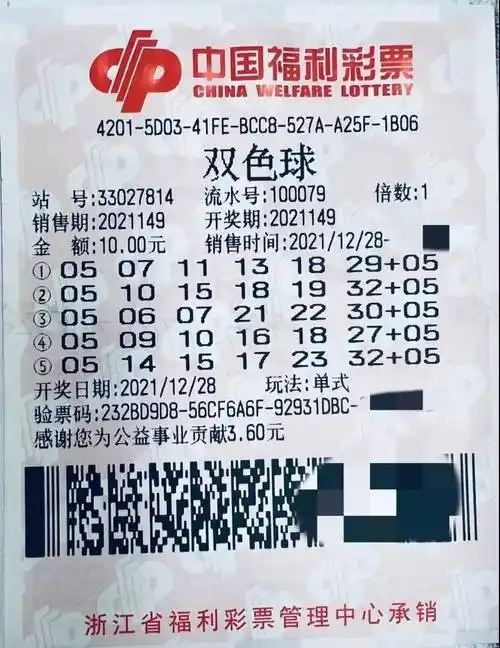 中国福利彩票
CHINA WELFARE LOTTERY
4201-5D03-41FE-BCC8-527A-A25F-1B06
双色球
站 号:33027814 流水号:100079 倍数:1
销售期:2021149 开奖期:2021149
金 额:10.00元 销售时间:2021/12/28-
① 05 07 11 13 18 29+05
② 05 10 15 18 19 32+05
③ 05 06 07 21 22 30+05
④ 05 09 10 16 18 27+05
⑤ 05 14 15 17 23 32+05
开奖日期:2021/12/28 玩法:单式
验票码:232BD9D8-56CF6A6F-92931DBC-
感谢您为公益事业贡献3.60元
浙江省福利彩票管理中心承销